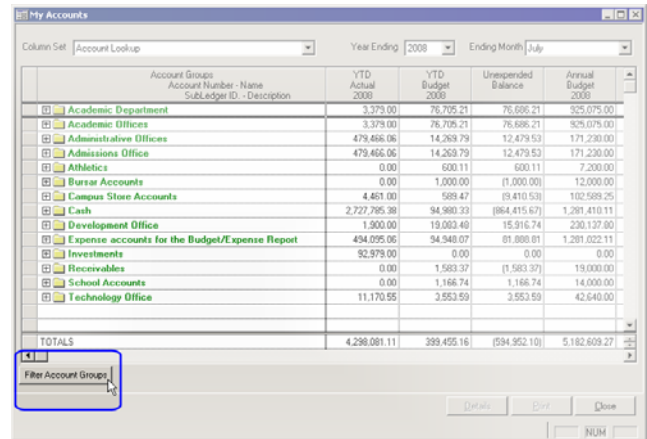 My Accounts
Column Set Account Lookup Year Ending 2008 Ending Month July
Account Groups YTD YTD Unexpended Annual
Account Number - Name Actual Budget Balance Budget
SubLedger ID. - Description 2008 2008 2008
Academic Department 3,379.00 76,705.21 76,686.21 925,075.00
Academic Offices 3,379.00 76,705.21 76,686.21 925,075.00
Administrative Offices 479,466.06 14,269.79 12,479.53 171,230.00
Admissions Office 479,466.06 14,269.79 12,479.53 171,230.00
Athletics 0.00 600.11 600.11 7,200.00
Bursar Accounts 0.00 1,000.00 (1,000.00) 12,000.00
Campus Store Accounts 4,461.00 589.47 (9,410.53) 102,589.25
Cash 2,727,785.38 94,980.33 (864,415.67) 1,281,410.11
Development Office 1,900.00 19,083.48 15,916.74 230,137.80
Expense accounts for the Budget/Expense Report 494,095.06 94,948.07 81,888.81 1,281,022.11
Investments 92,979.00 0.00 0.00 0.00
Receivables 0.00 1,583.37 (1,583.37) 19,000.00
School Accounts 0.00 1,166.74 1,166.74 14,000.00
Technology Office 11,170.55 3,553.59 3,553.59 42,640.00
TOTALS 4,298,081.11 399,455.16 (594,952.10) 5,182,609.27
Filter Account Groups
Details Print Close
NUM